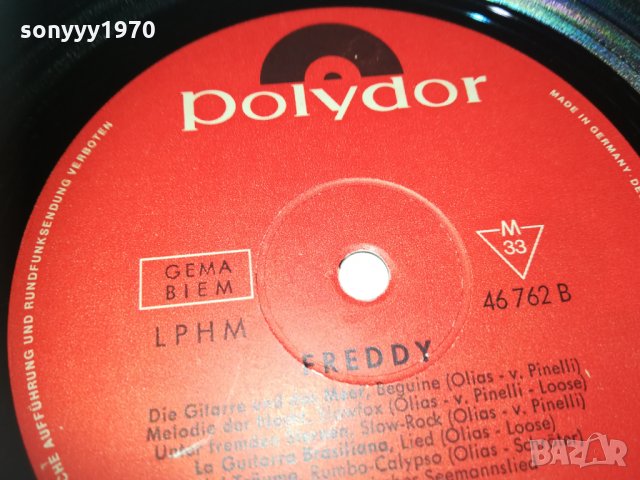 sonyyy1970
polydor
CHE AUFFÜHRUNG UND RUNDFUNKSENDUNG VERBOTEN
MADE IN GERMANY
GEMA
BIEM
M
33
LPHM
46 762 B
FREDDY
Die Gitarre und das Meer, Beguine (Olias - v. Pinelli)
Melodie der Nacht, Slowfox (Olias - v. Pinelli - Loose)
Unter fremden Sternen, Slow-Rock (Olias - v. Pinelli)
La Guitarra Brasiliana, Lied (Olias - Loose)
Rumba-Calypso (Olias -
Seemannslied
BAZAR